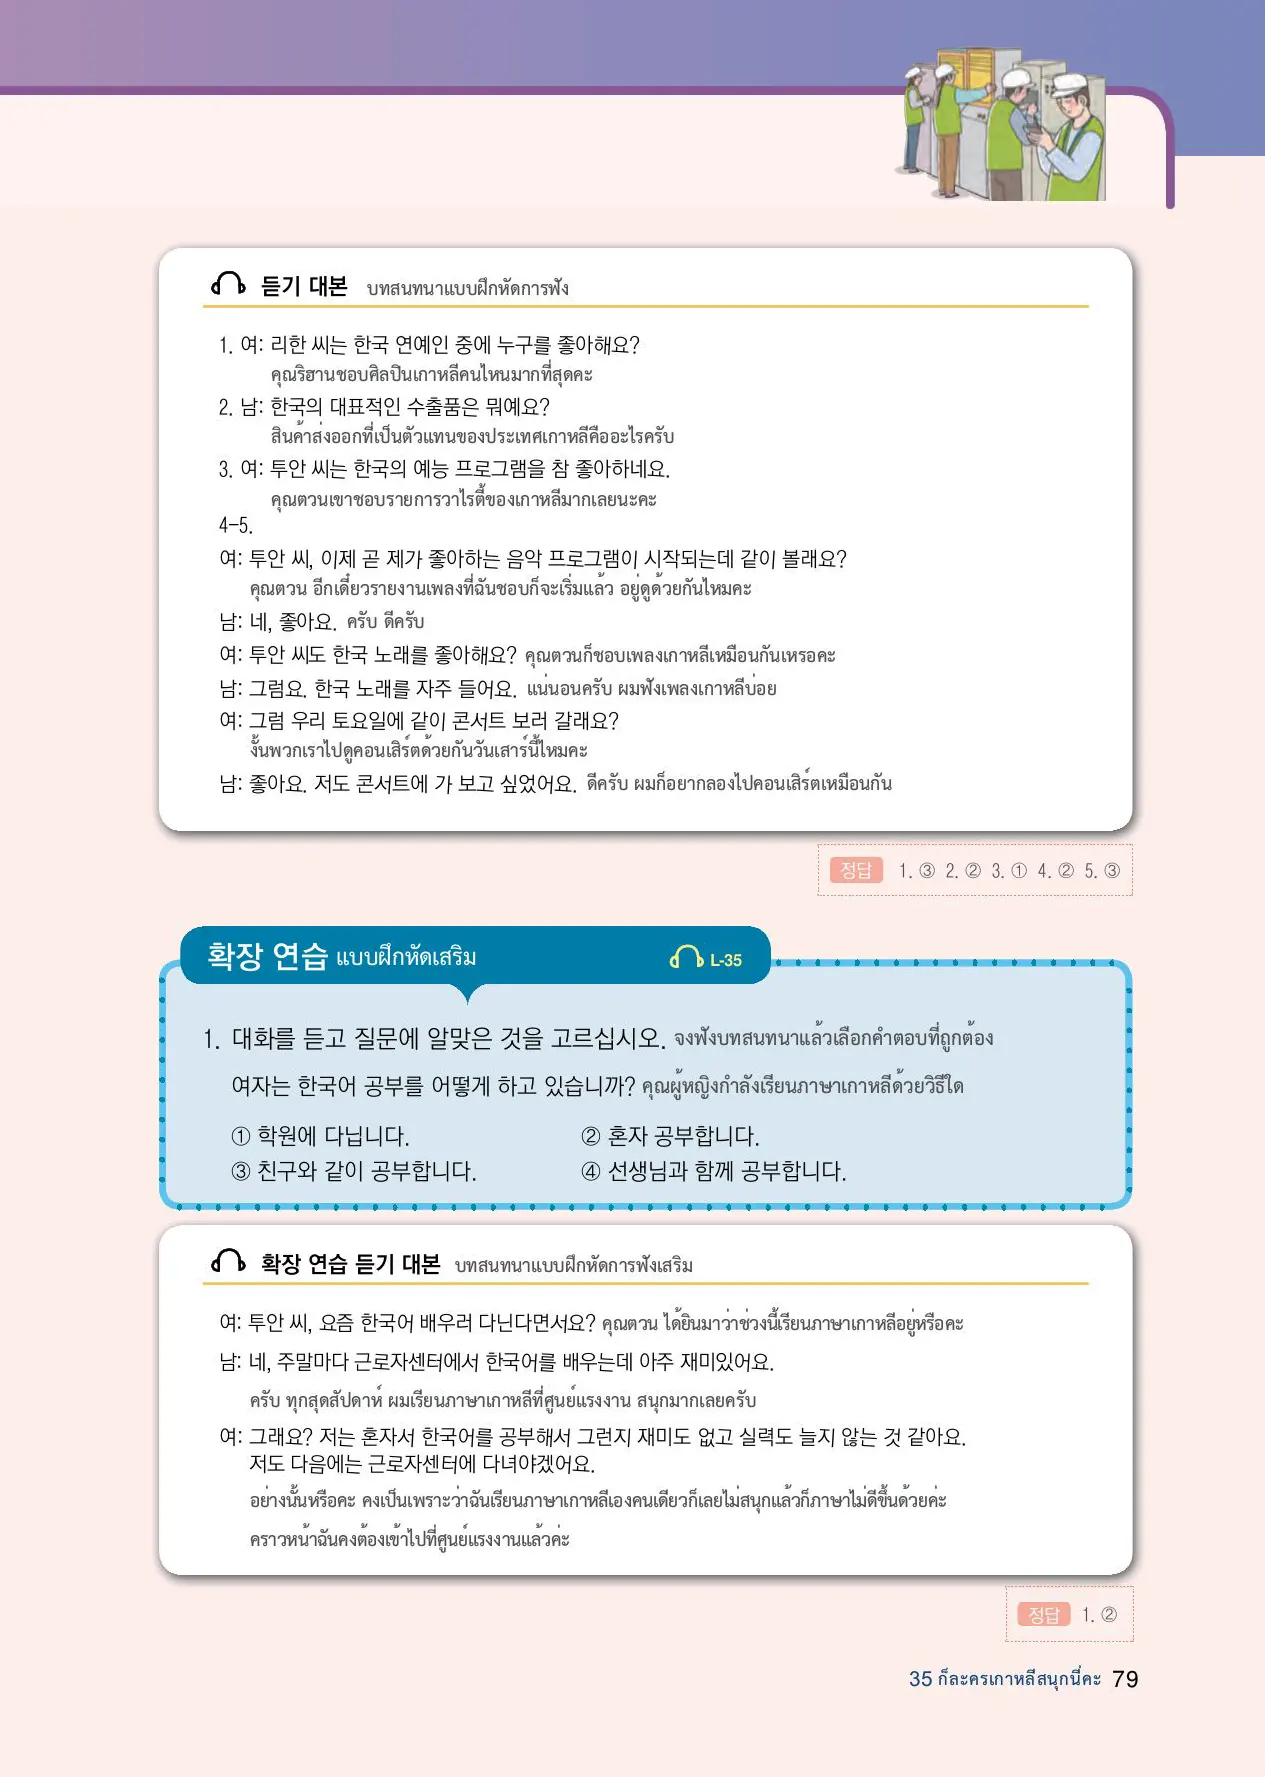 듣기 대본 บทสนทนาแบบฝึกหัดการฟัง
1. 여: 리한 씨는 한국 연예인 중에 누구를 좋아해요?
คุณริฮานชอบศิลปินเกาหลีคนไหนมากที่สุดคะ
2. 남: 한국의 대표적인 수출품은 뭐예요?
สินค้าส่งออกที่เป็นตัวแทนของประเทศเกาหลีคืออะไรครับ
3. 여: 투안 씨는 한국의 예능 프로그램을 참 좋아하네요.
คุณตวนเขาชอบรายการวาไรตี้ของเกาหลีมากเลยนะคะ
4-5.
여: 투안 씨, 이제 곧 제가 좋아하는 음악 프로그램이 시작되는데 같이 볼래요?
คุณตวน อีกเดี๋ยวรายงานเพลงที่ฉันชอบก็จะเริ่มแล้ว อยู่ดูด้วยกันไหมคะ
남: 네, 좋아요. ครับ ดีครับ
여: 투안 씨도 한국 노래를 좋아해요? คุณตวนก็ชอบเพลงเกาหลีเหมือนกันเหรอคะ
남: 그럼요. 한국 노래를 자주 들어요. แน่นอนครับ ผมฟังเพลงเกาหลีบ่อย
여: 그럼 우리 토요일에 같이 콘서트 보러 갈래요?
งั้นพวกเราไปดูคอนเสิร์ตด้วยกันวันเสาร์นี้ไหมคะ
남: 좋아요. 저도 콘서트에 가 보고 싶었어요. ดีครับ ผมก็อยากลองไปคอนเสิร์ตเหมือนกัน
정답 1. ③ 2. ② 3. ① 4. ② 5. ③
확장 연습 แบบฝึกหัดเสริม L-35
1. 대화를 듣고 질문에 알맞은 것을 고르십시오. จงฟังบทสนทนาแล้วเลือกคำตอบที่ถูกต้อง
여자는 한국어 공부를 어떻게 하고 있습니까? คุณผู้หญิงกำลังเรียนภาษาเกาหลีด้วยวิธีใด
① 학원에 다닙니다. ② 혼자 공부합니다.
③ 친구와 같이 공부합니다. ④ 선생님과 함께 공부합니다.
확장 연습 듣기 대본 บทสนทนาแบบฝึกหัดการฟังเสริม
여: 투안 씨, 요즘 한국어 배우러 다닌다면서요? คุณตวน ได้ยินมาว่าช่วงนี้เรียนภาษาเกาหลีอยู่หรือคะ
남: 네, 주말마다 근로자센터에서 한국어를 배우는데 아주 재미있어요.
ครับ ทุกสุดสัปดาห์ ผมเรียนภาษาเกาหลีที่ศูนย์แรงงาน สนุกมากเลยครับ
여: 그래요? 저는 혼자서 한국어를 공부해서 그런지 재미도 없고 실력도 늘지 않는 것 같아요.
저도 다음에는 근로자센터에 다녀야겠어요.
อย่างนั้นหรือคะ คงเป็นเพราะว่าฉันเรียนภาษาเกาหลีเองคนเดียวก็เลยไม่สนุกแล้วก็ภาษาไม่ดีขึ้นด้วยค่ะ
คราวหน้าฉันคงต้องเข้าไปที่ศูนย์แรงงานแล้วค่ะ
정답 1. ②
35 ก็ละครเกาหลีสนุกนี่คะ 79